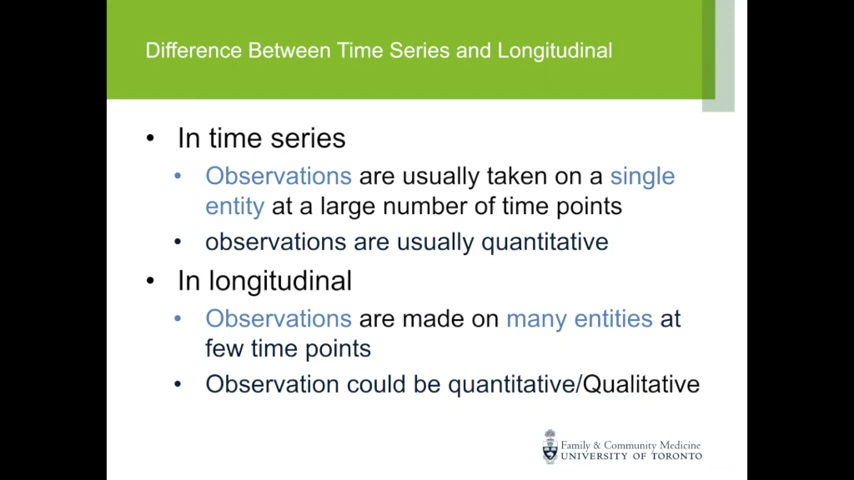 Difference Between Time Series and Longitudinal
• In time series
• Observations are usually taken on a single
entity at a large number of time points
• observations are usually quantitative
• In longitudinal
• Observations are made on many entities at
few time points
• Observation could be quantitative/Qualitative
Family & Community Medicine
UNIVERSITY OF TORONTO